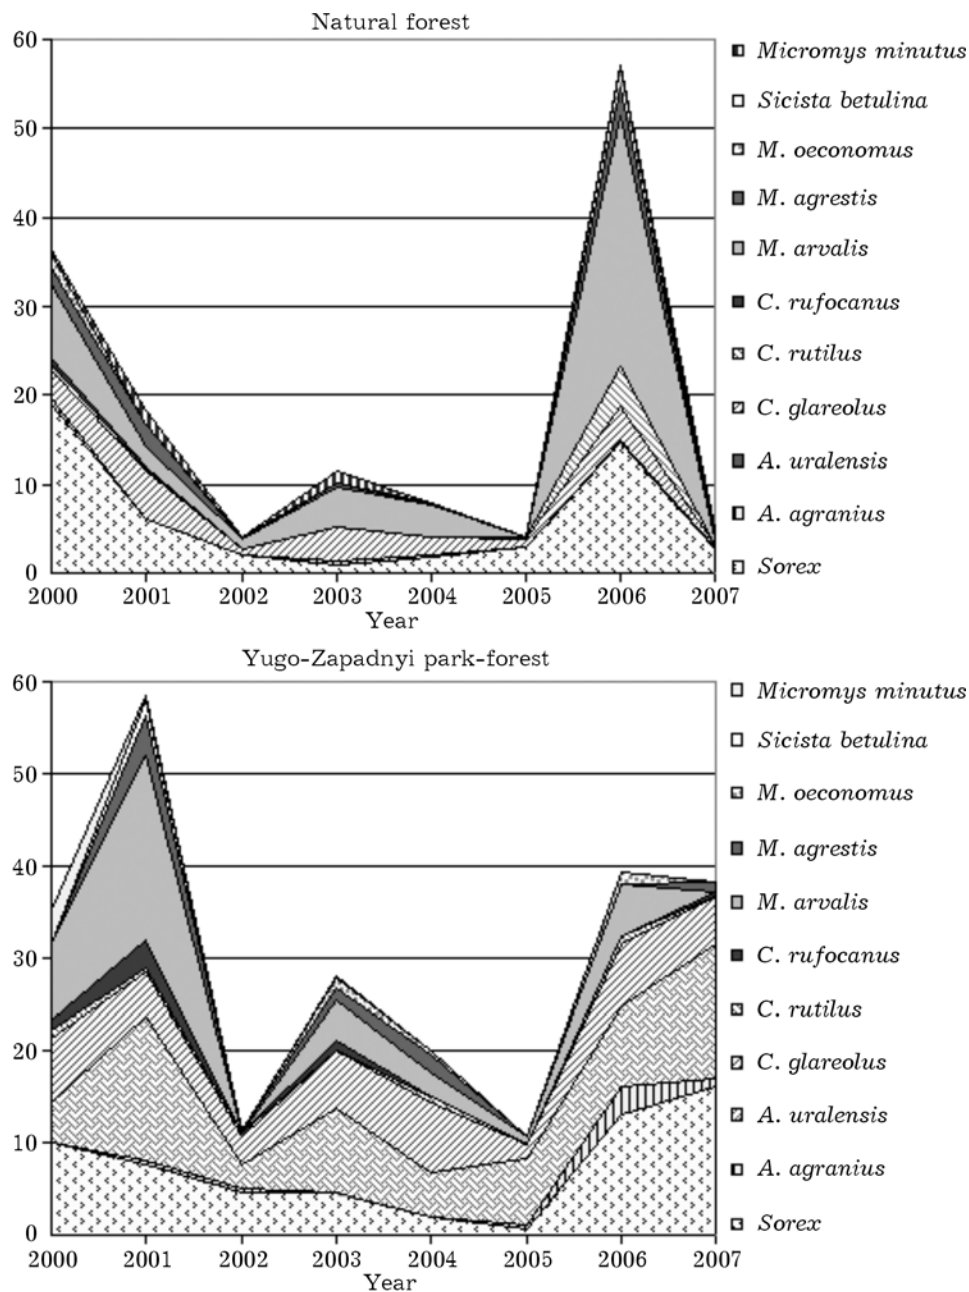 Natural forest
60
50
40
30
20
10
0
2000 2001 2002 2003 2004 2005 2006 2007
Year
Micromys minutus
Sicista betulina
M. oeconomus
M. agrestis
M. arvalis
C. rufocanus
C. rutilus
C. glareolus
A. uralensis
A. agranius
Sorex
Yugo-Zapadnyi park-forest
60
50
40
30
20
10
0
2000 2001 2002 2003 2004 2005 2006 2007
Year
Micromys minutus
Sicista betulina
M. oeconomus
M. agrestis
M. arvalis
C. rufocanus
C. rutilus
C. glareolus
A. uralensis
A. agranius
Sorex